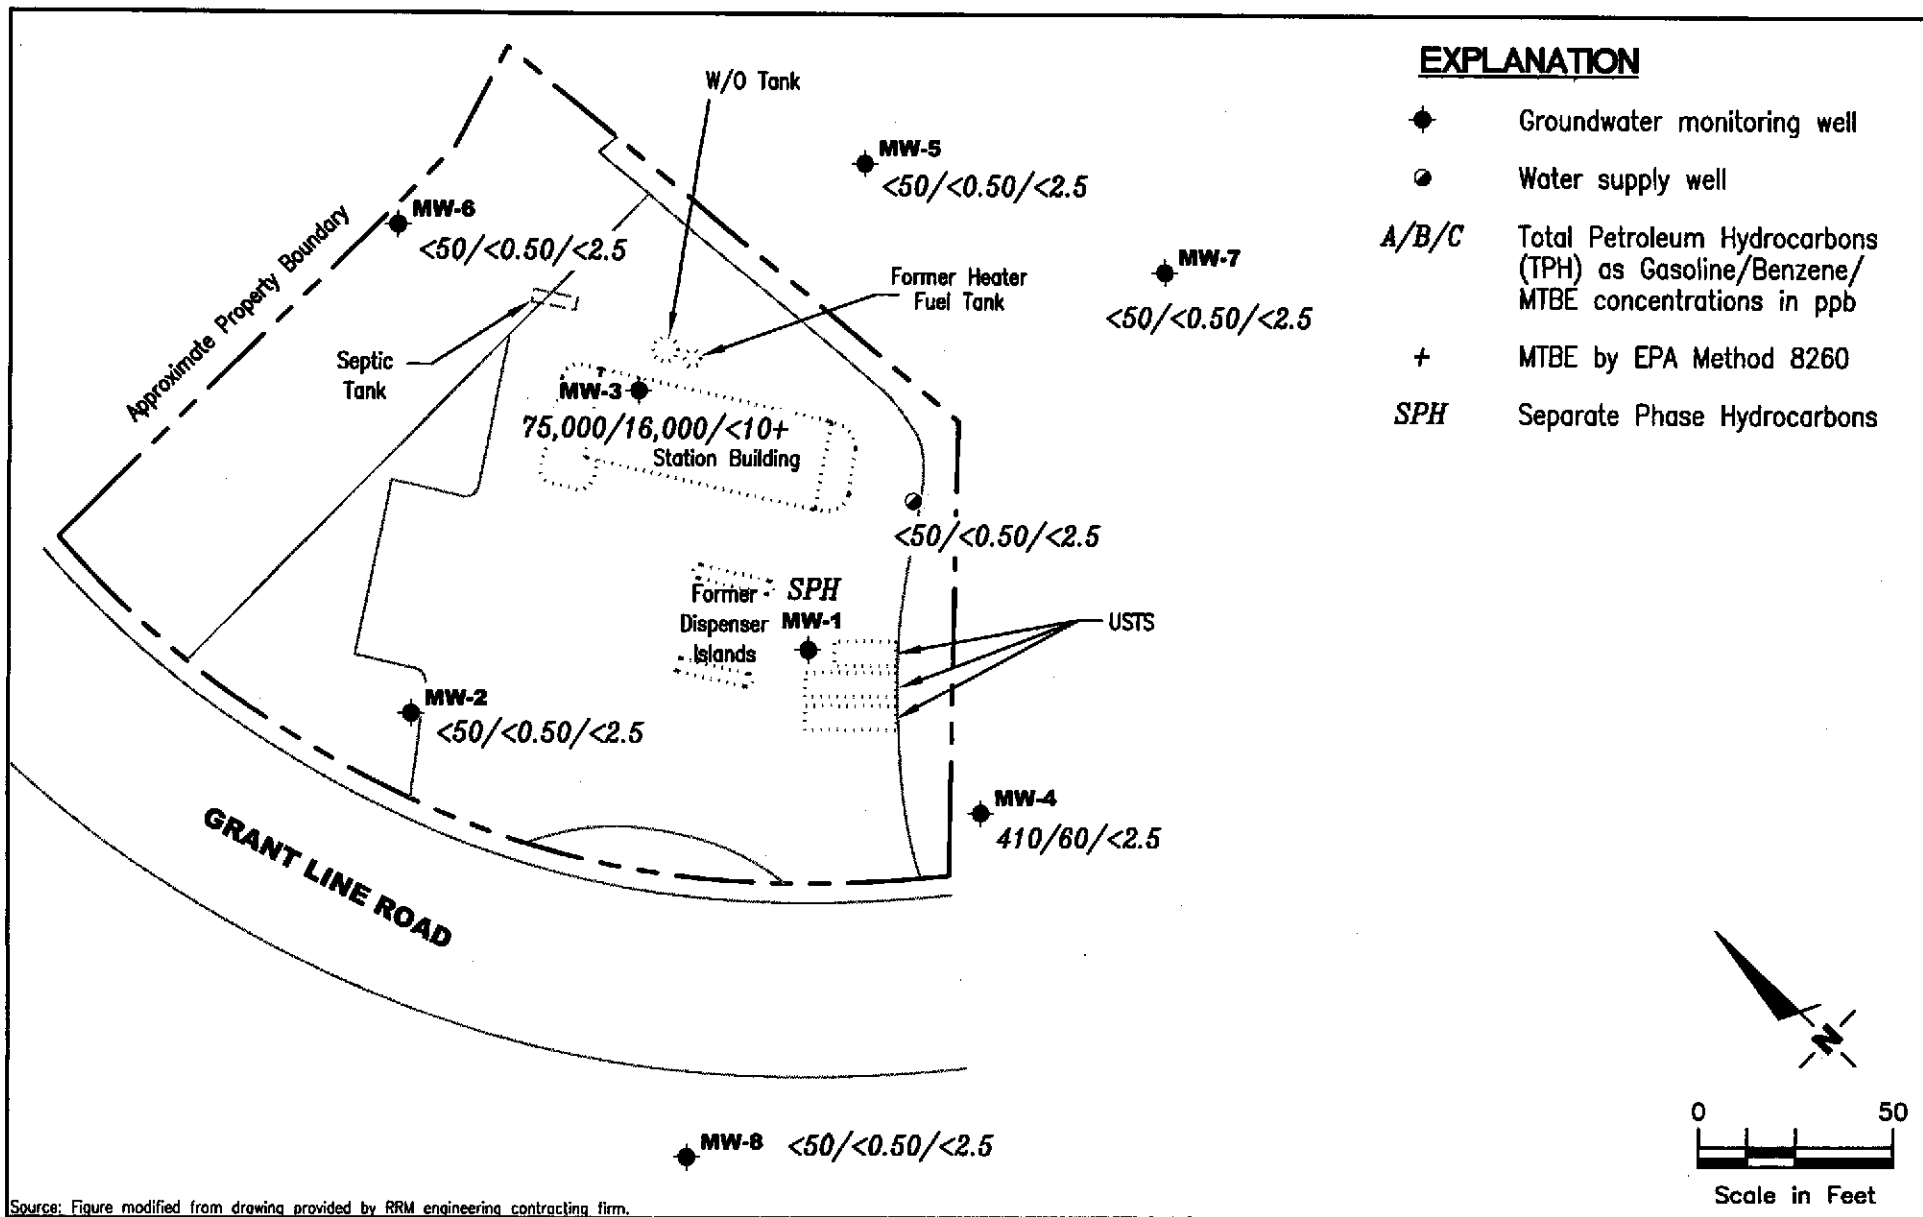 EXPLANATION
Groundwater monitoring well
Water supply well
A/B/C
Total Petroleum Hydrocarbons
(TPH) as Gasoline/Benzene/
MTBE concentrations in ppb
+
MTBE by EPA Method 8260
SPH
Separate Phase Hydrocarbons
W/O Tank
MW-5
<50/<0.50/<2.5
MW-6
<50/<0.50/<2.5
MW-7
<50/<0.50/<2.5
Approximate Property Boundary
Former Heater
Fuel Tank
Septic
Tank
MW-3
75,000/16,000/<10+
Station Building
<50/<0.50/<2.5
Former
Dispenser
Islands
SPH
MW-1
USTS
MW-2
<50/<0.50/<2.5
MW-4
410/60/<2.5
GRANT LINE ROAD
MW-8
<50/<0.50/<2.5
N
0
50
Scale in Feet
Source: Figure modified from drawing provided by RRM engineering contracting firm.